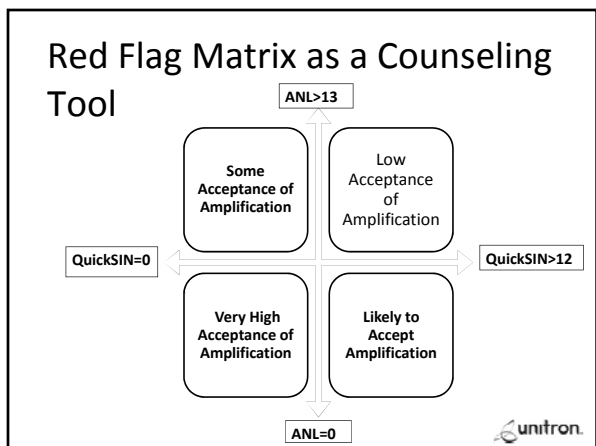 Red Flag Matrix as a Counseling
Tool
ANL>13
Some
Acceptance of
Amplification
Low
Acceptance
of
Amplification
QuickSIN=0
QuickSIN>12
Very High
Acceptance of
Amplification
Likely to
Accept
Amplification
ANL=0
unitron.